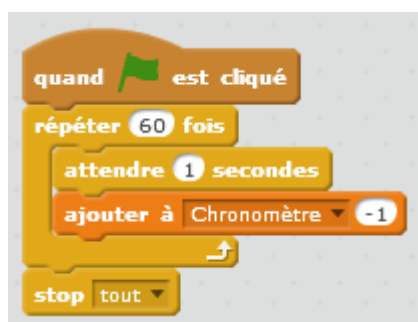 quand est cliqué
répéter 60 fois
attendre 1 secondes
ajouter à Chronomètre -1
stop tout